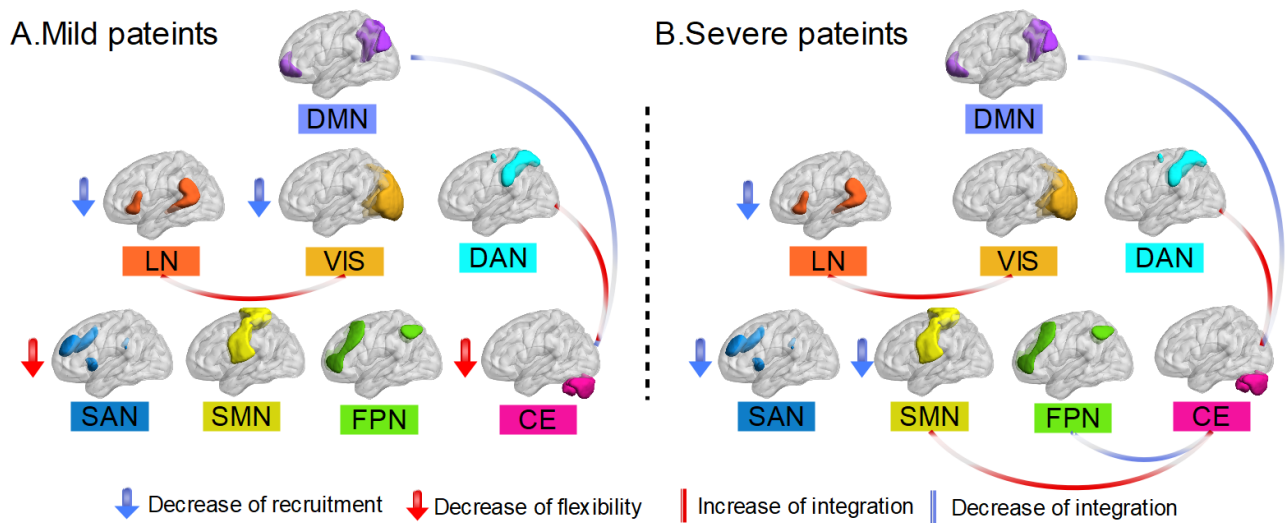 A.Mild pateints
B.Severe pateints
DMN
DMN
LN VIS DAN
LN VIS DAN
SAN SMN FPN CE
SAN SMN FPN CE
Decrease of recruitment Decrease of flexibility Increase of integration Decrease of integration